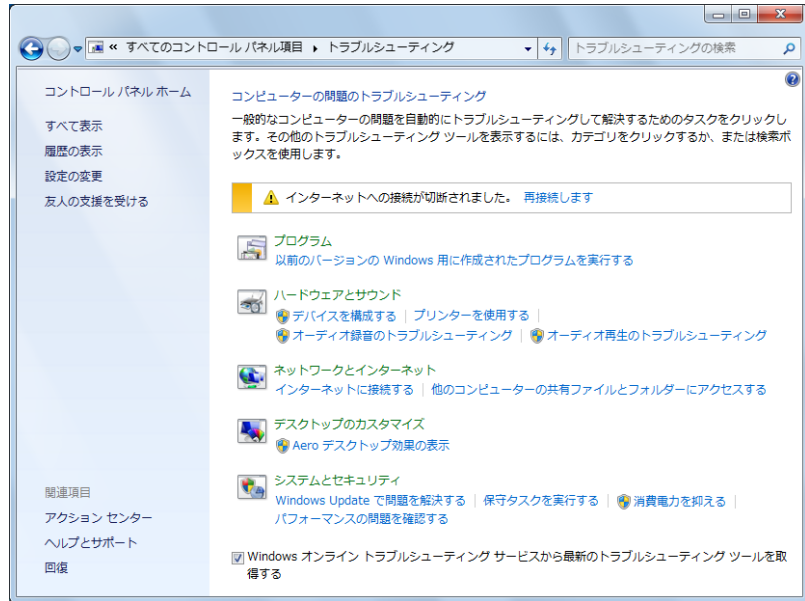 « すべてのコントロール パネル項目 ▸ トラブルシューティング
トラブルシューティングの検索
コントロール パネル ホーム
すべて表示
履歴の表示
設定の変更
友人の支援を受ける
コンピューターの問題のトラブルシューティング
一般的なコンピューターの問題を自動的にトラブルシューティングして解決するためのタスクをクリックし
ます。その他のトラブルシューティング ツールを表示するには、カテゴリをクリックするか、または検索ボ
ックスを使用します。
インターネットへの接続が切断されました。 再接続します
プログラム
以前のバージョンの Windows 用に作成されたプログラムを実行する
ハードウェアとサウンド
デバイスを構成する | プリンターを使用する |
オーディオ録音のトラブルシューティング | オーディオ再生のトラブルシューティング
ネットワークとインターネット
インターネットに接続する | 他のコンピューターの共有ファイルとフォルダーにアクセスする
デスクトップのカスタマイズ
Aero デスクトップ効果の表示
システムとセキュリティ
Windows Update で問題を解決する | 保守タスクを実行する | 消費電力を抑える |
パフォーマンスの問題を確認する
Windows オンライン トラブルシューティング サービスから最新のトラブルシューティング ツールを取
得する
関連項目
アクション センター
ヘルプとサポート
回復